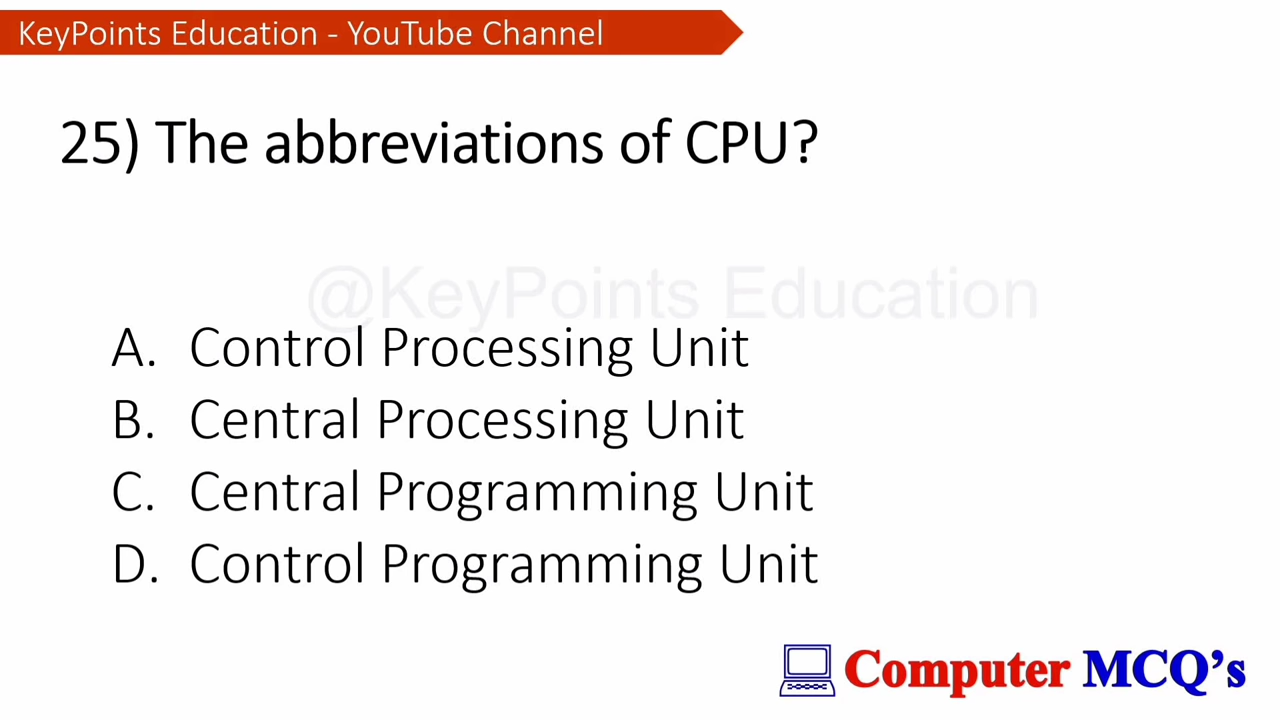 KeyPoints Education - YouTube Channel
25) The abbreviations of CPU?
@KeyPoints Education
A. Control Processing Unit
B. Central Processing Unit
C. Central Programming Unit
D. Control Programming Unit
Computer MCQ's